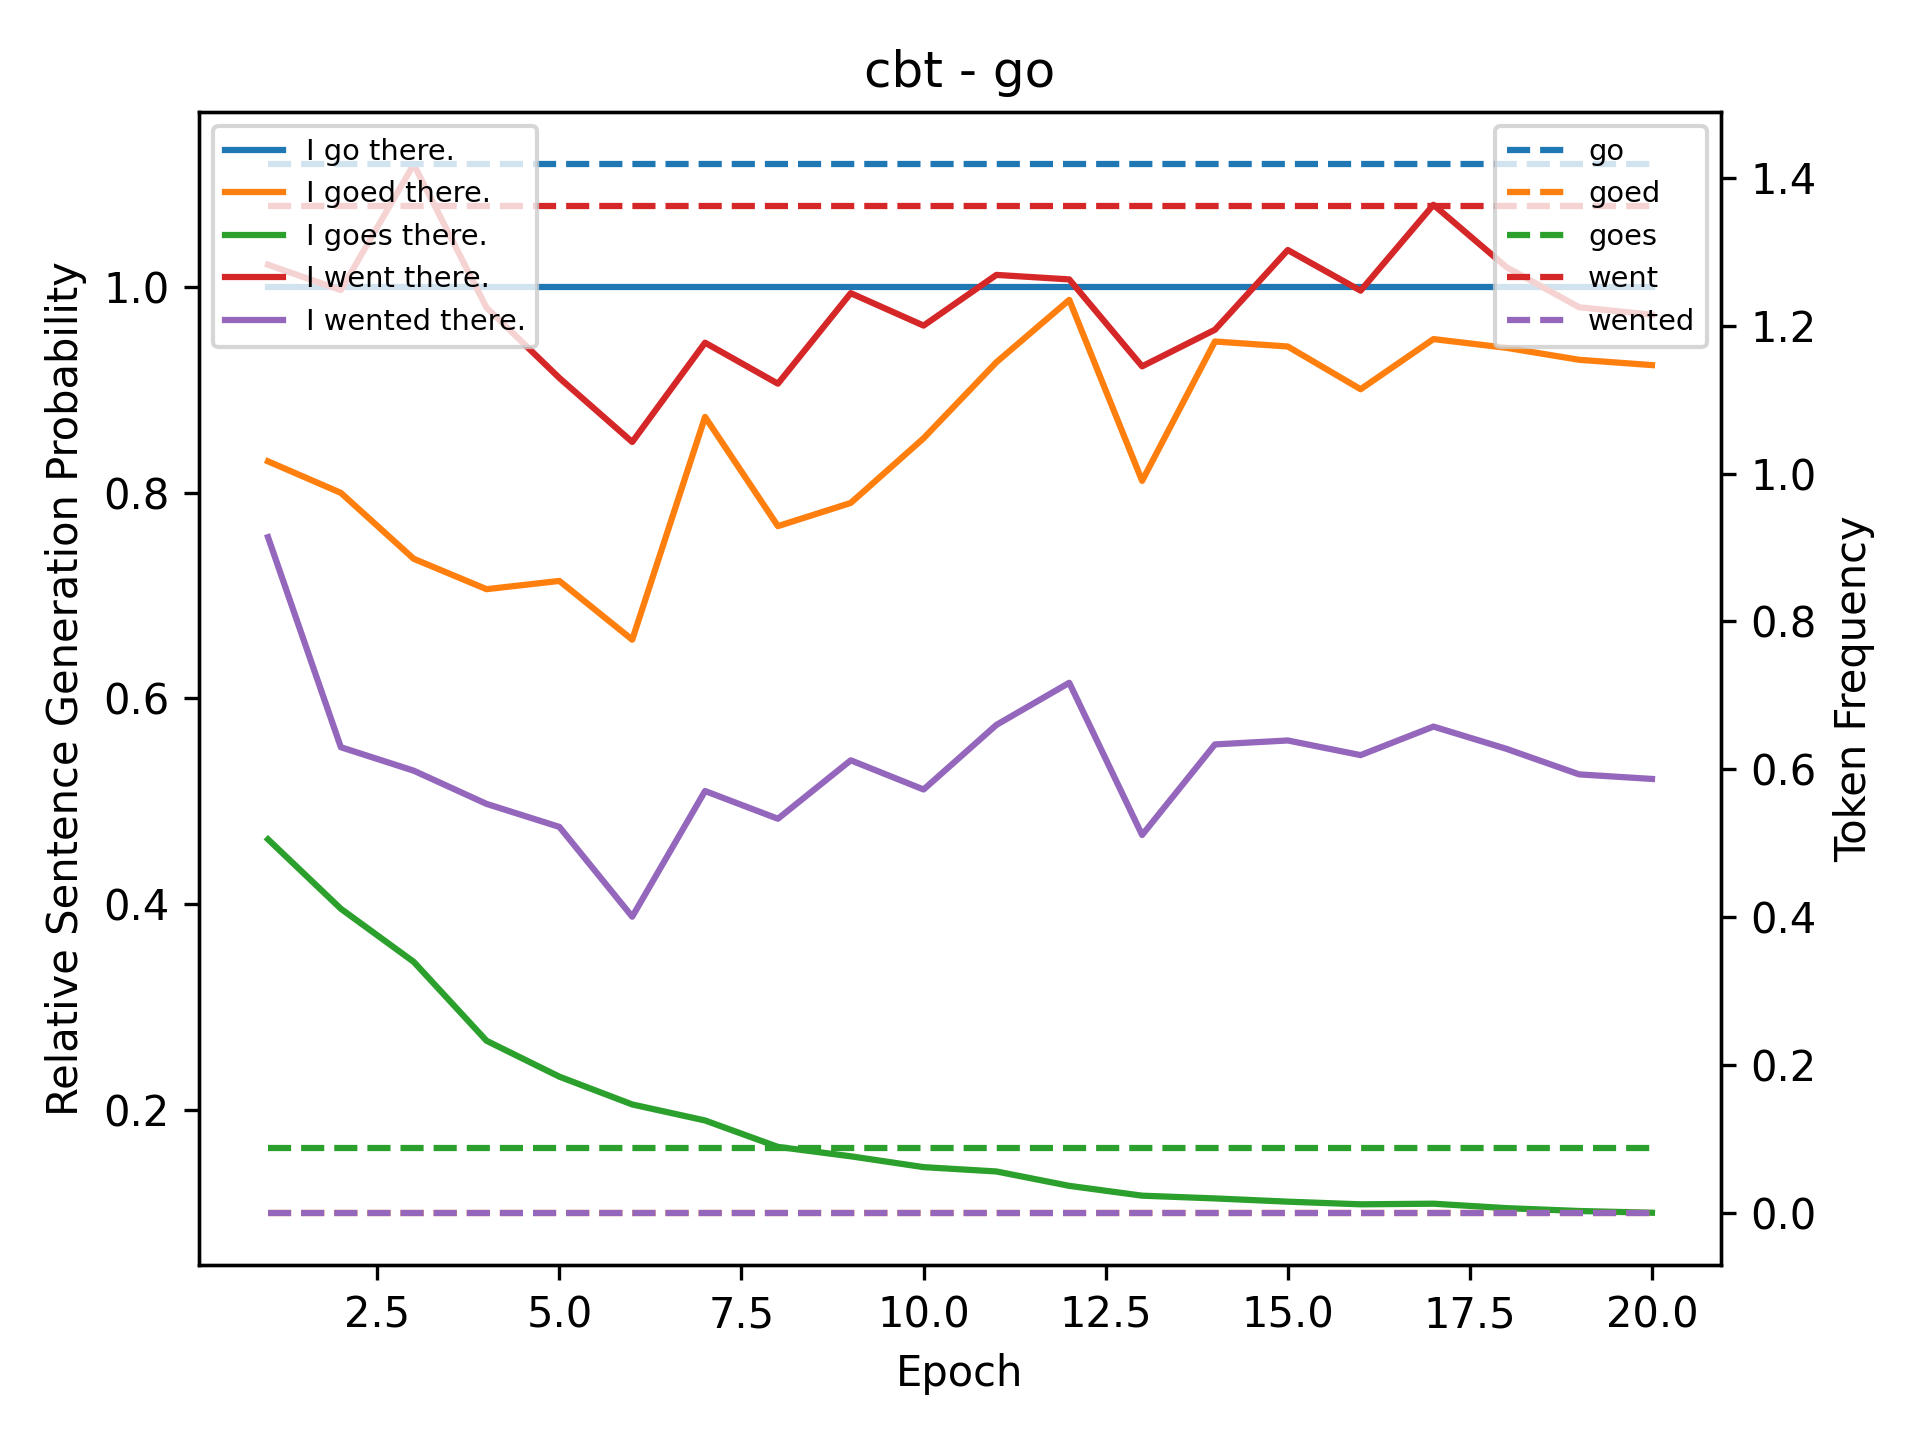 cbt - go
I go there.
I goed there.
I goes there.
I went there.
I wented there.
go
goed
goes
went
wented
Relative Sentence Generation Probability
1.0
0.8
0.6
0.4
0.2
Token Frequency
1.4
1.2
1.0
0.8
0.6
0.4
0.2
0.0
2.5 5.0 7.5 10.0 12.5 15.0 17.5 20.0
Epoch